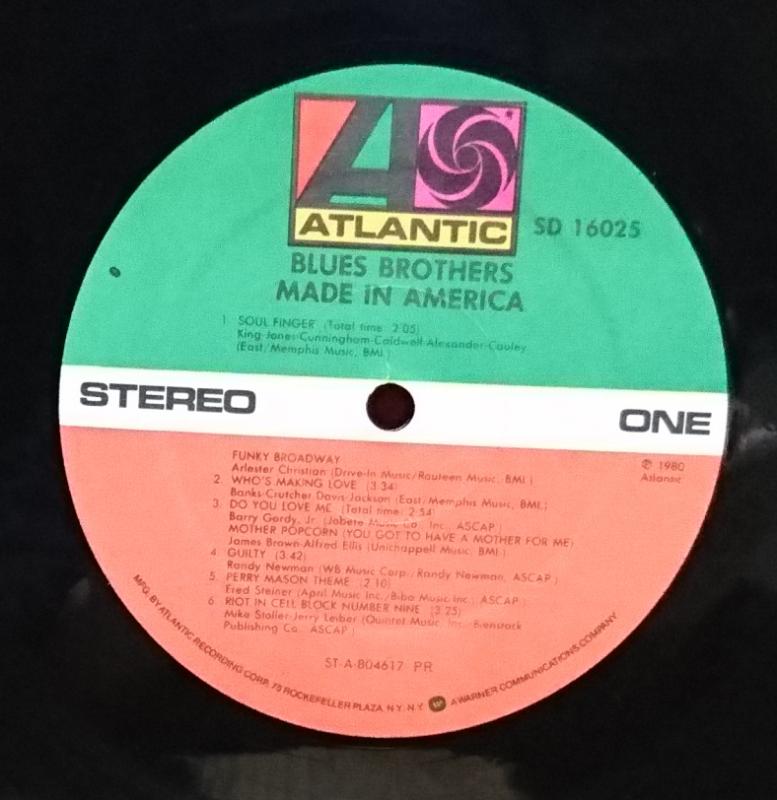 ATLANTIC
SD 16025
BLUES BROTHERS
MADE IN AMERICA
1. SOUL FINGER (Total time: 2:05)
King-Jones-Cunningham-Caldwell-Alexander-Cauley
(East/Memphis Music, BMI)
STEREO
ONE
℗ 1980
Atlantic
FUNKY BROADWAY
Arlester Christian (Drive-In Music/Routeen Music, BMI)
2. WHO'S MAKING LOVE (3:34)
Banks-Crutcher-Davis-Jackson (East/Memphis Music, BMI)
3. DO YOU LOVE ME (Total time: 2:54)
Barry Gordy, Jr. (Jobete Music Co., Inc., ASCAP)
MOTHER POPCORN (YOU GOT TO HAVE A MOTHER FOR ME)
James Brown-Alfred Ellis (Unichappell Music, BMI)
4. GUILTY (3:42)
Randy Newman (WB Music Corp./Randy Newman, ASCAP)
5. PERRY MASON THEME (2:10)
Fred Steiner (April Music Inc./Bibo Music Inc., ASCAP)
6. RIOT IN CELL BLOCK NUMBER NINE (3:25)
Mike Stoller-Jerry Leiber (Quintet Music, Inc., Bienstock
Publishing Co., ASCAP)
ST-A-804617 PR
MFG. BY ATLANTIC RECORDING CORP., 75 ROCKEFELLER PLAZA, N.Y. N.Y. A WARNER COMMUNICATIONS COMPANY